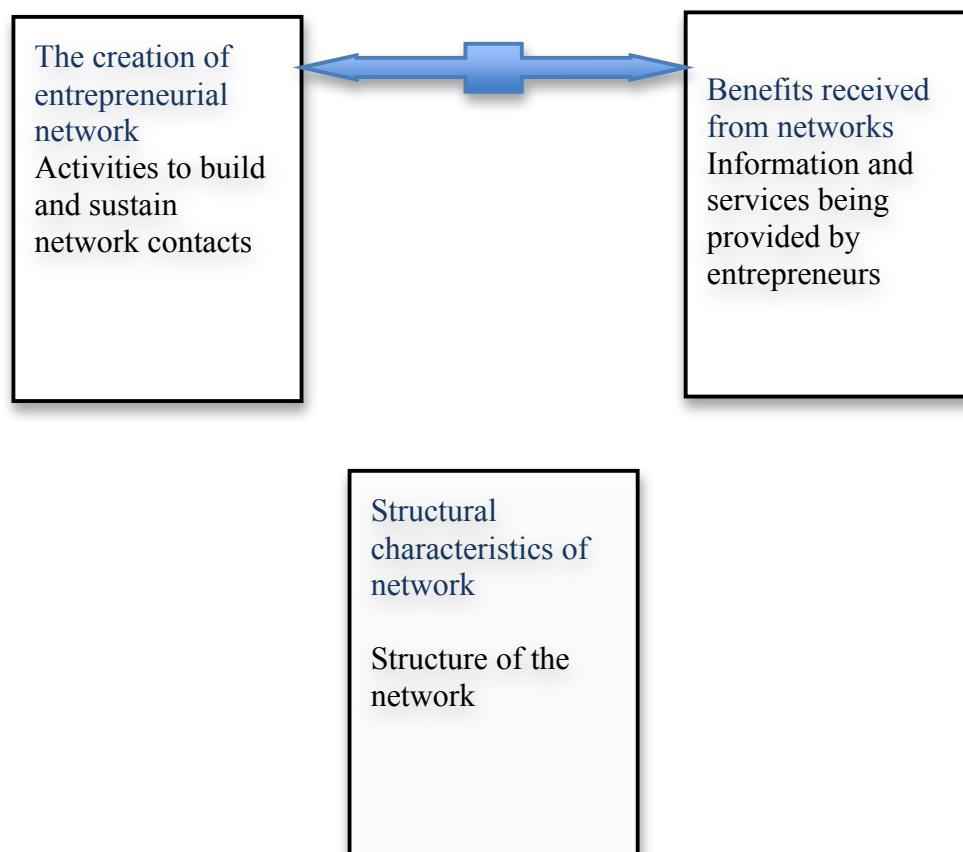 The creation of
entrepreneurial
network
Activities to build
and sustain
network contacts
Benefits received
from networks
Information and
services being
provided by
entrepreneurs
Structural
characteristics of
network
Structure of the
network